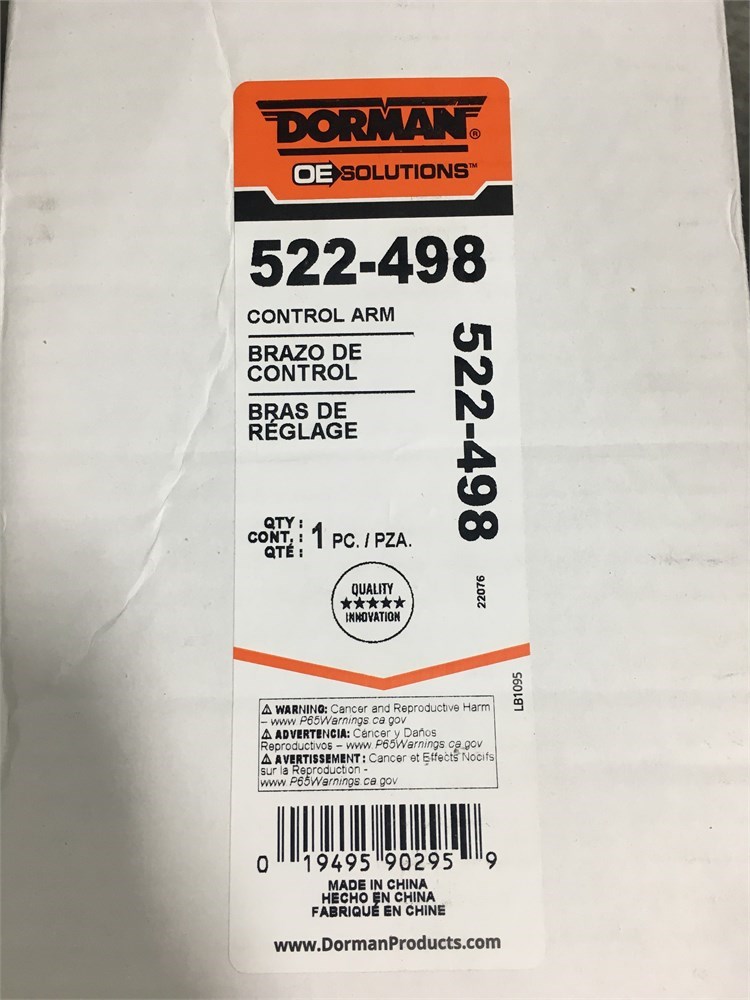 DORMAN®
OE SOLUTIONS™
522-498
CONTROL ARM
BRAZO DE
CONTROL
BRAS DE
RÉGLAGE
522-498
QTY :
CONT. :
QTÉ :
1 PC. / PZA.
QUALITY
★★★★★
INNOVATION
22076
LB1095
⚠ WARNING: Cancer and Reproductive Harm
– www.P65Warnings.ca.gov
⚠ ADVERTENCIA: Cáncer y Daños
Reproductivos – www.P65Warnings.ca.gov
⚠ AVERTISSEMENT : Cancer et Effects Nocifs
sur la Reproduction -
www.P65Warnings.ca.gov
0 19495 90295 9
MADE IN CHINA
HECHO EN CHINA
FABRIQUÉ EN CHINE
www.DormanProducts.com